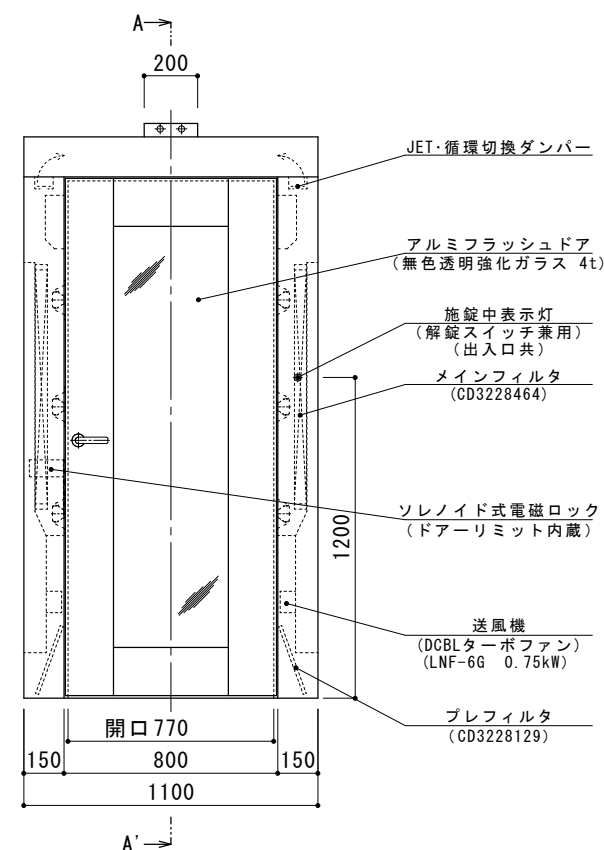 A
200
JET･循環切換ダンパー
アルミフラッシュドア
(無色透明強化ガラス 4t)
施錠中表示灯
(解錠スイッチ兼用)
(出入口共)
メインフィルタ
(CD3228464)
ソレノイド式電磁ロック
(ドアーリミット内蔵)
1200
送風機
(DCBLターボファン)
(LNF-6G 0.75kW)
プレフィルタ
(CD3228129)
開口770
150 800 150
1100
A'